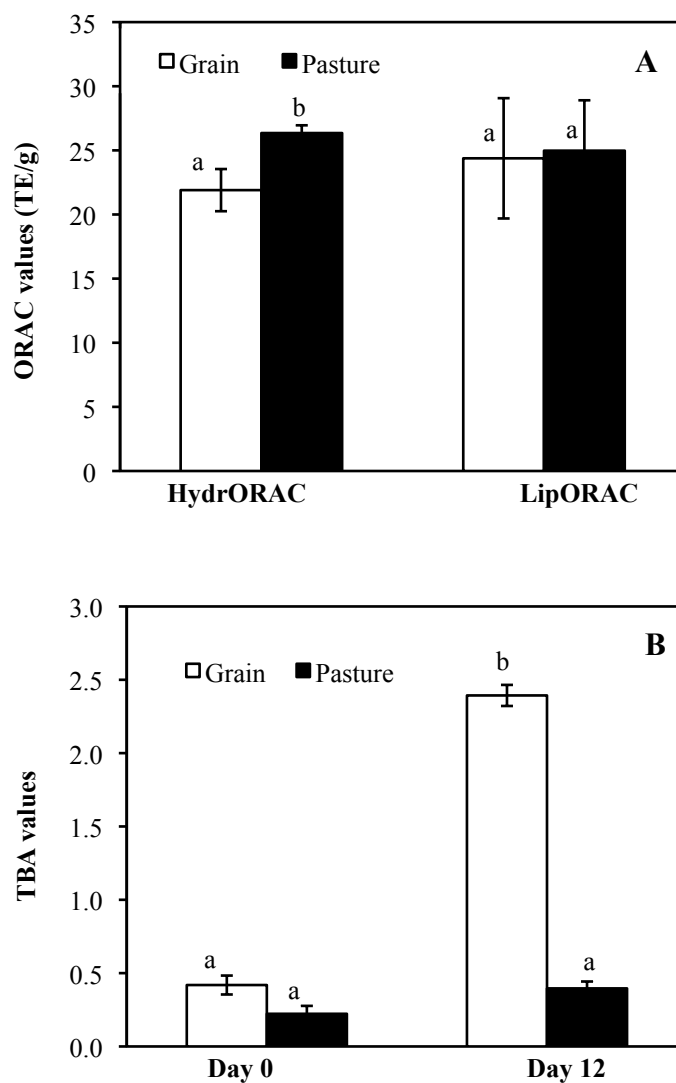 35
30
25
20
15
10
5
0
ORAC values (TE/g)
Grain Pasture
A
a
b
a
a
HydrORAC LipORAC
3.0
2.5
2.0
1.5
1.0
0.5
0.0
TBA values
Grain Pasture
B
a
a
b
a
Day 0 Day 12